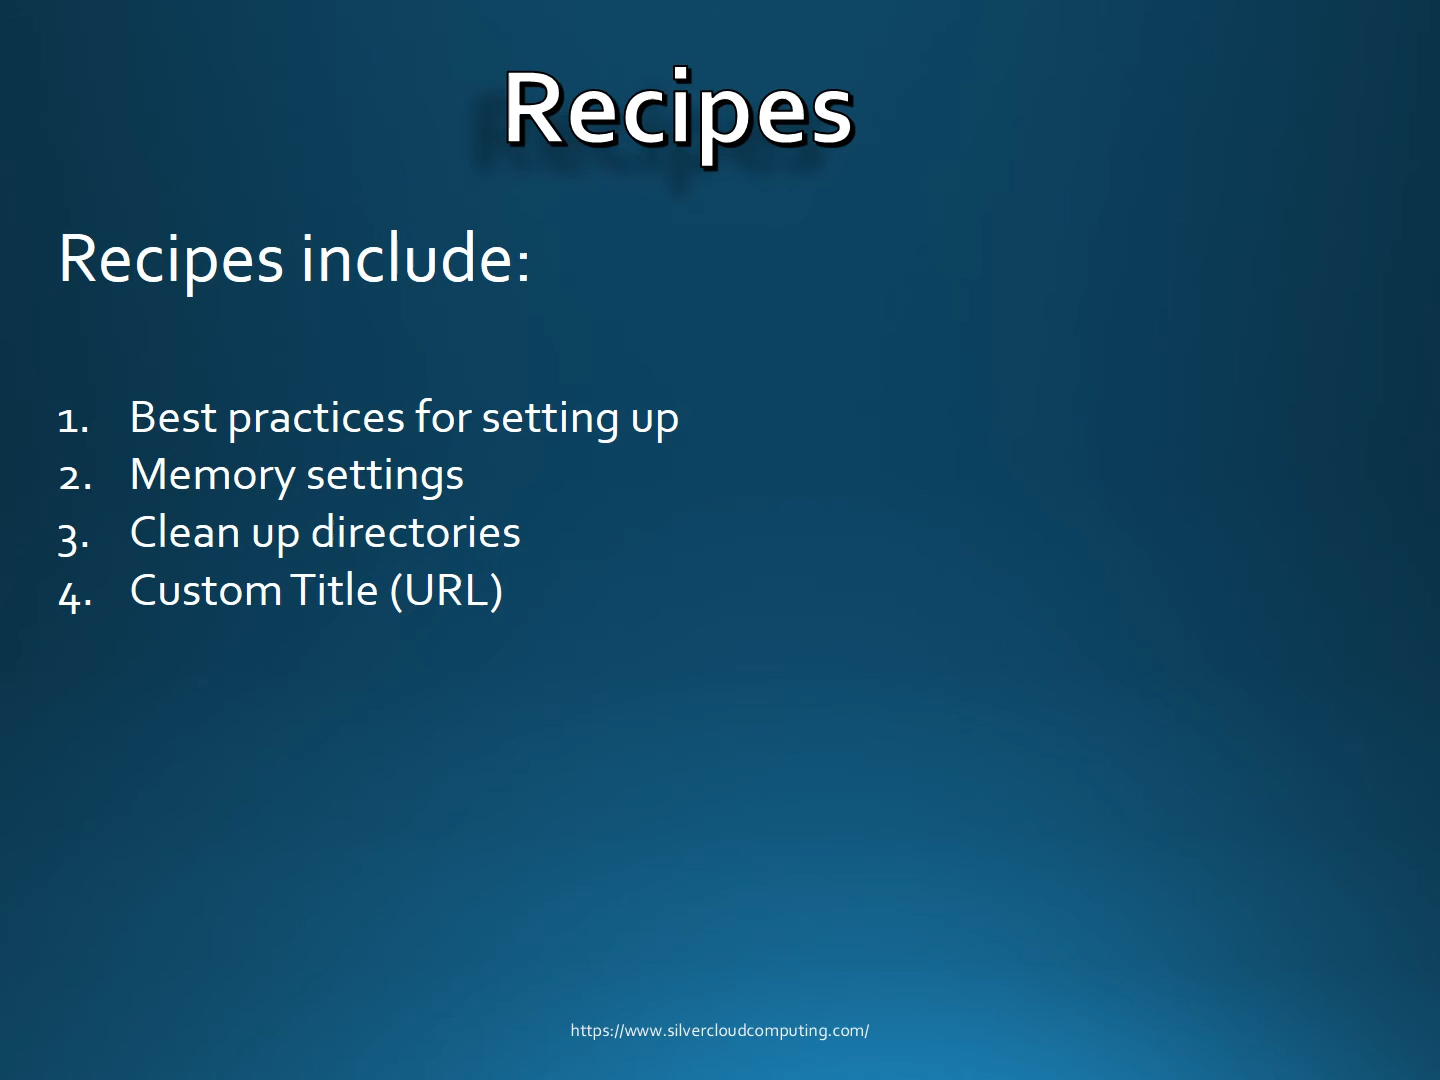 Recipes
Recipes include:
1. Best practices for setting up
2. Memory settings
3. Clean up directories
4. Custom Title (URL)
https://www.silvercloudcomputing.com/